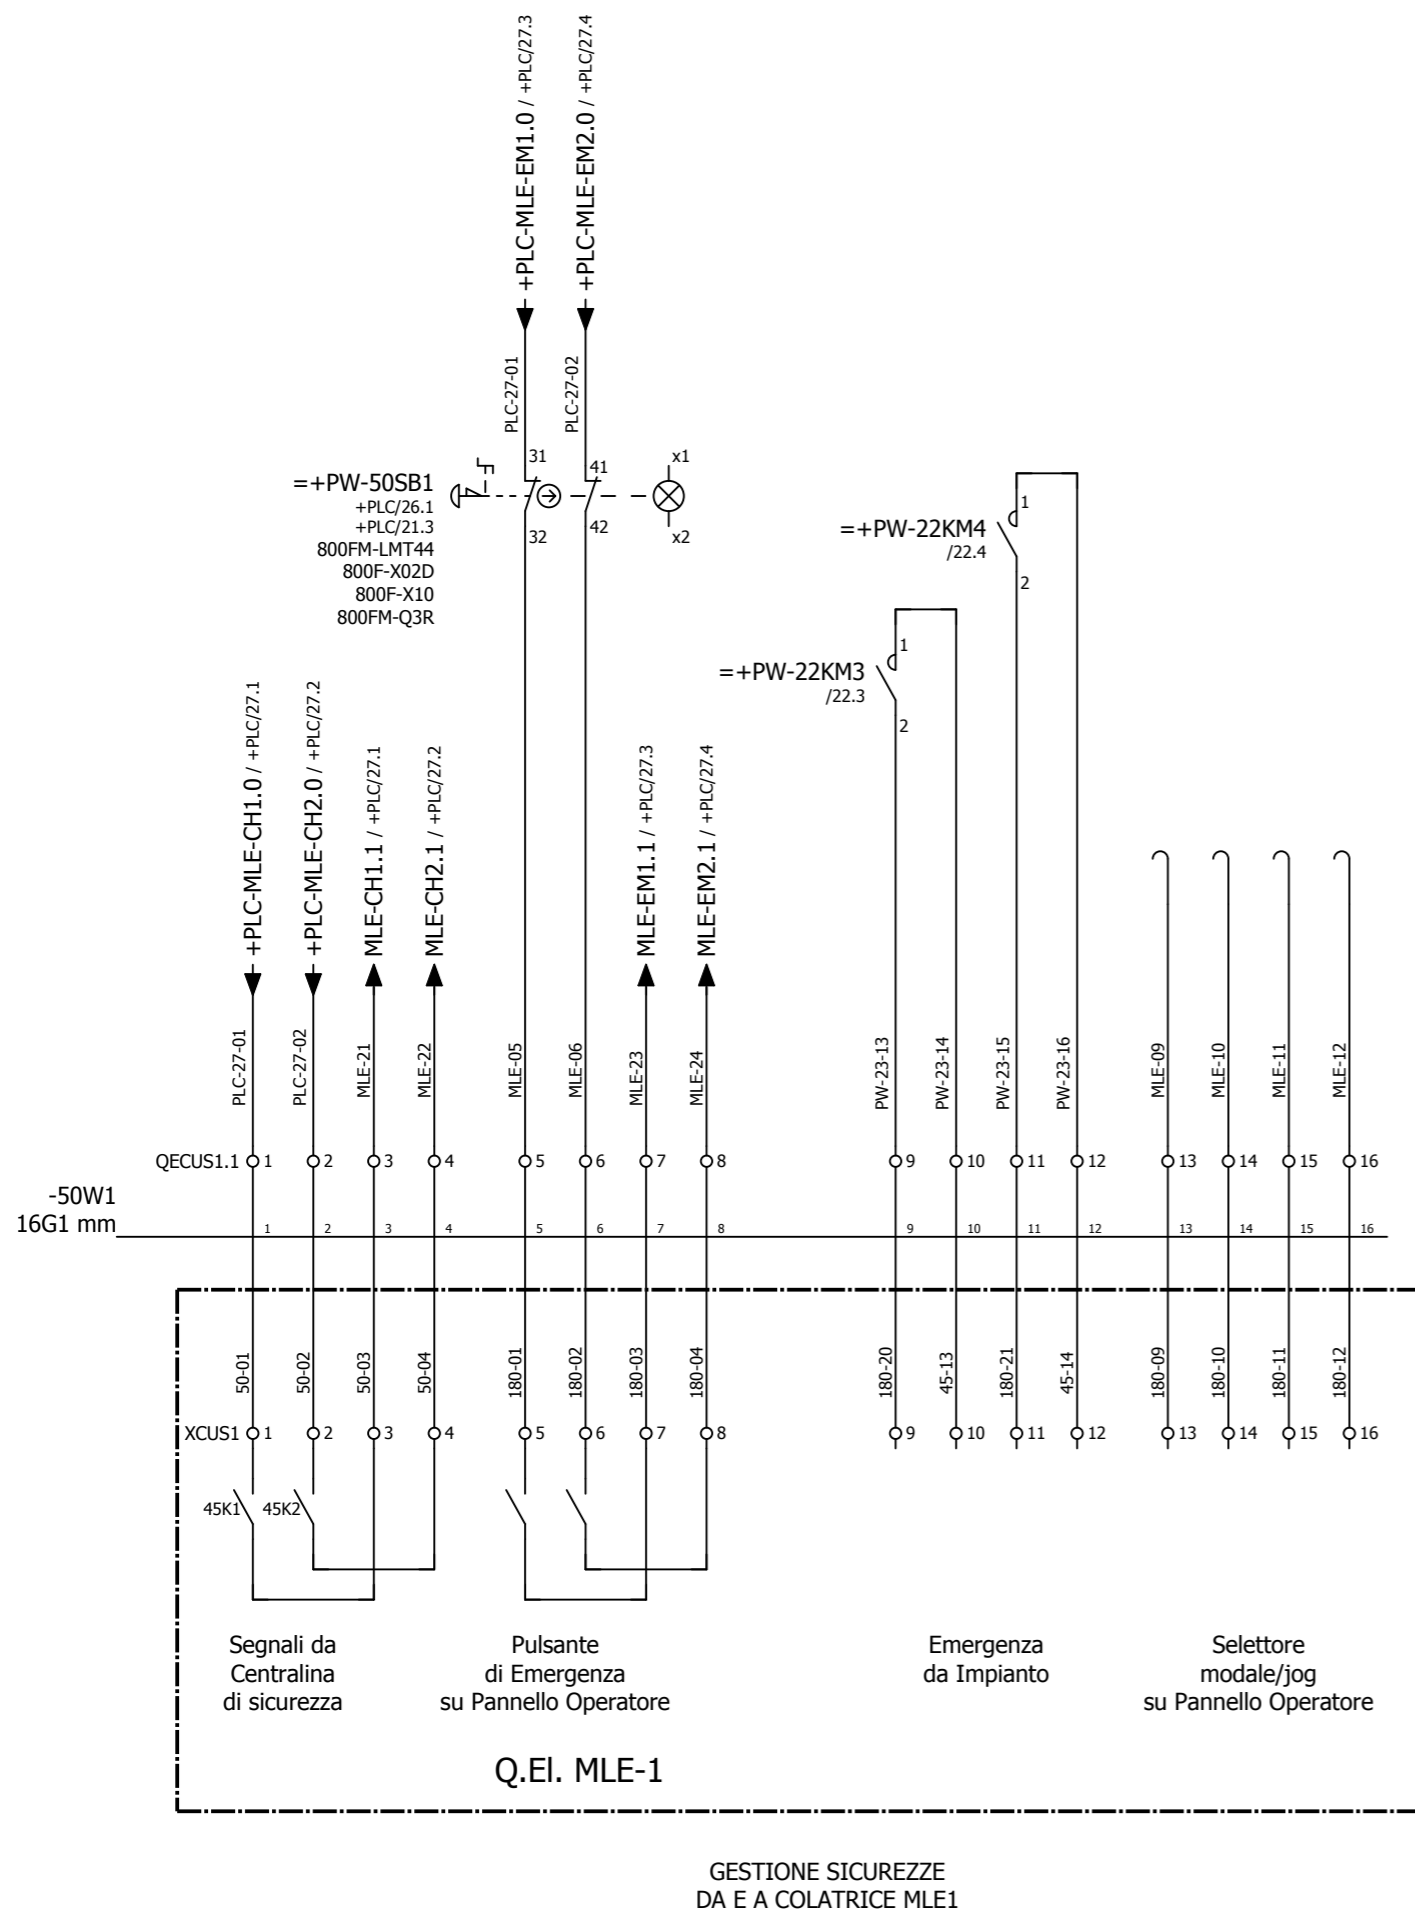 +PLC-MLE-EM1.0 / +PLC/27.3
+PLC-MLE-EM2.0 / +PLC/27.4
PLC-27-01
PLC-27-02
=+PW-50SB1
+PLC/26.1
+PLC/21.3
800FM-LMT44
800F-X02D
800F-X10
800FM-Q3R
31
32
41
42
x1
x2
=+PW-22KM4
/22.4
1
2
=+PW-22KM3
/22.3
1
2
+PLC-MLE-CH1.0 / +PLC/27.1
+PLC-MLE-CH2.0 / +PLC/27.2
MLE-CH1.1 / +PLC/27.1
MLE-CH2.1 / +PLC/27.2
MLE-EM1.1 / +PLC/27.3
MLE-EM2.1 / +PLC/27.4
PLC-27-01
PLC-27-02
MLE-21
MLE-22
MLE-05
MLE-06
MLE-23
MLE-24
PW-23-13
PW-23-14
PW-23-15
PW-23-16
MLE-09
MLE-10
MLE-11
MLE-12
QECUS1.1 1 2 3 4 5 6 7 8 9 10 11 12 13 14 15 16
-50W1
16G1 mm
1 2 3 4 5 6 7 8 9 10 11 12 13 14 15 16
50-01
50-02
50-03
50-04
180-01
180-02
180-03
180-04
180-20
45-13
180-21
45-14
180-09
180-10
180-11
180-12
XCUS1 1 2 3 4 5 6 7 8 9 10 11 12 13 14 15 16
45K1
45K2
Segnali da
Centralina
di sicurezza
Pulsante
di Emergenza
su Pannello Operatore
Emergenza
da Impianto
Selettore
modale/jog
su Pannello Operatore
Q.El. MLE-1
GESTIONE SICUREZZE
DA E A COLATRICE MLE1